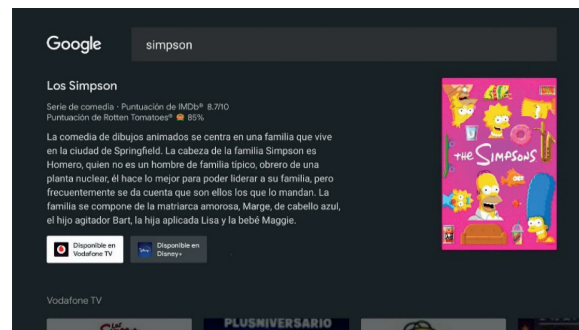 Google
simpson
Los Simpson
Serie de comedia · Puntuación de IMDb® 8.7/10
Puntuación de Rotten Tomatoes® 85%
La comedia de dibujos animados se centra en una familia que vive
en la ciudad de Springfield. La cabeza de la familia Simpson es
Homero, quien no es un hombre de familia típico, obrero de una
planta nuclear, él hace lo mejor para poder liderar a su familia, pero
frecuentemente se da cuenta que son ellos los que lo mandan. La
familia se compone de la matriarca amorosa, Marge, de cabello azul,
el hijo agitador Bart, la hija aplicada Lisa y la bebé Maggie.
THE SIMPSONS
Disponible en
Vodafone TV
Disponible en
Disney+
Vodafone TV
PLUSNIVERSARIO